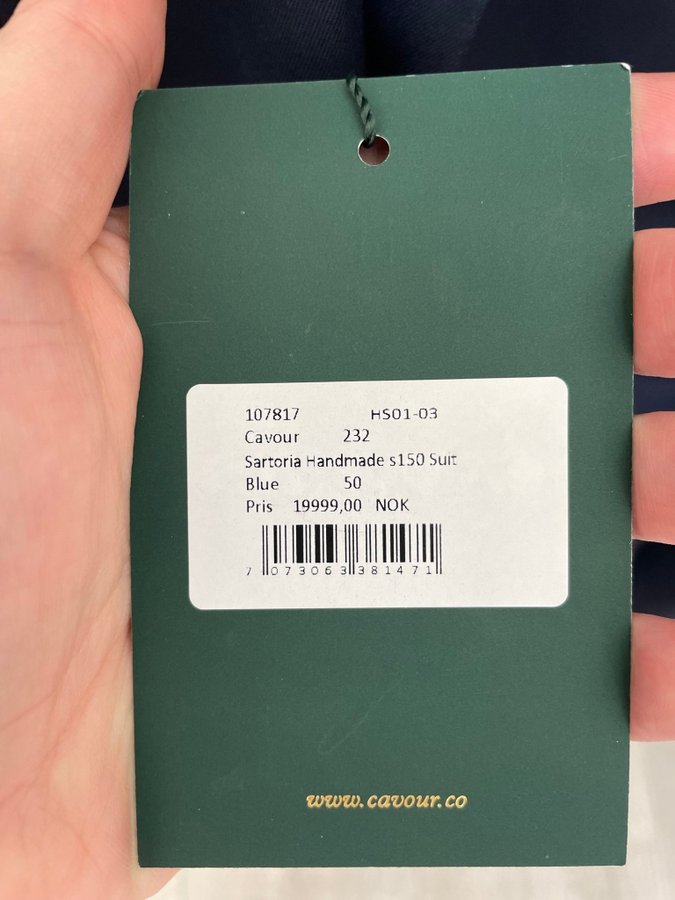 107817 HS01-03
Cavour 232
Sartoria Handmade s150 Suit
Blue 50
Pris 19999,00 NOK
7 073063 381471
www.cavour.co